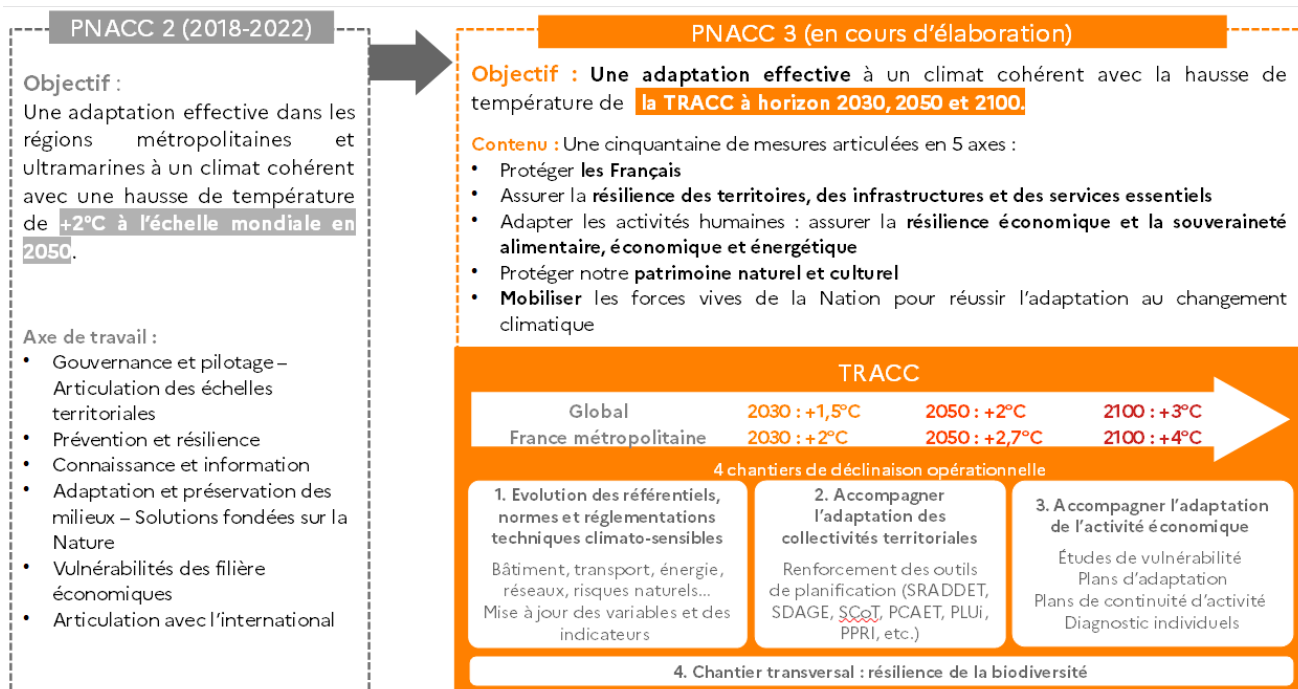 PNACC 2 (2018-2022)
Objectif :
Une adaptation effective dans les
régions métropolitaines et
ultramarines à un climat cohérent
avec une hausse de température
de +2°C à l'échelle mondiale en
2050.
Axe de travail :
• Gouvernance et pilotage –
Articulation des échelles
territoriales
• Prévention et résilience
• Connaissance et information
• Adaptation et préservation des
milieux – Solutions fondées sur la
Nature
• Vulnérabilités des filière
économiques
• Articulation avec l'international
PNACC 3 (en cours d'élaboration)
Objectif : Une adaptation effective à un climat cohérent avec la hausse de
température de la TRACC à horizon 2030, 2050 et 2100.
Contenu : Une cinquantaine de mesures articulées en 5 axes :
• Protéger les Français
• Assurer la résilience des territoires, des infrastructures et des services essentiels
• Adapter les activités humaines : assurer la résilience économique et la souveraineté
alimentaire, économique et énergétique
• Protéger notre patrimoine naturel et culturel
• Mobiliser les forces vives de la Nation pour réussir l'adaptation au changement
climatique
TRACC
Global 2030 : +1,5°C 2050 : +2°C 2100 : +3°C
France métropolitaine 2030 : +2°C 2050 : +2,7°C 2100 : +4°C
4 chantiers de déclinaison opérationnelle
1. Evolution des référentiels,
normes et réglementations
techniques climato-sensibles
Bâtiment, transport, énergie,
réseaux, risques naturels...
Mise à jour des variables et des
indicateurs
2. Accompagner
l'adaptation des
collectivités territoriales
Renforcement des outils
de planification (SRADDET,
SDAGE, SCoT, PCAET, PLUi,
PPRI, etc.)
3. Accompagner l'adaptation
de l'activité économique
Études de vulnérabilité
Plans d'adaptation
Plans de continuité d'activité
Diagnostic individuels
4. Chantier transversal : résilience de la biodiversité